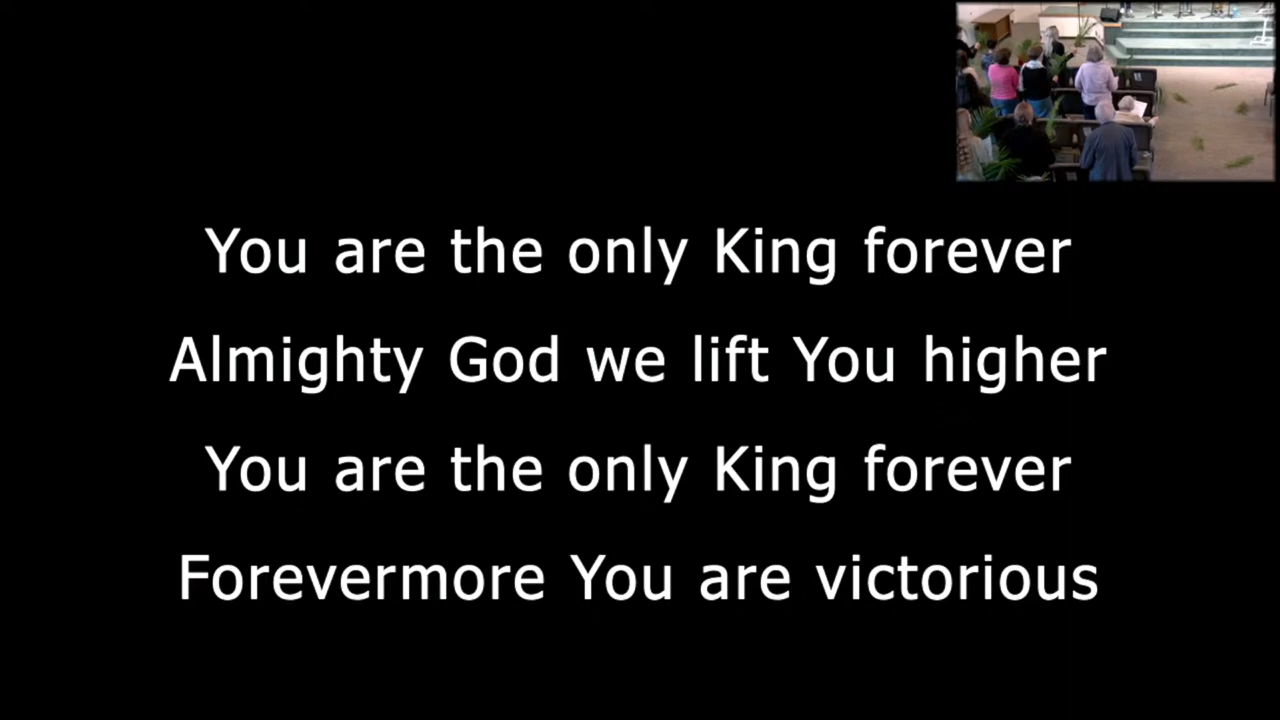 You are the only King forever
Almighty God we lift You higher
You are the only King forever
Forevermore You are victorious